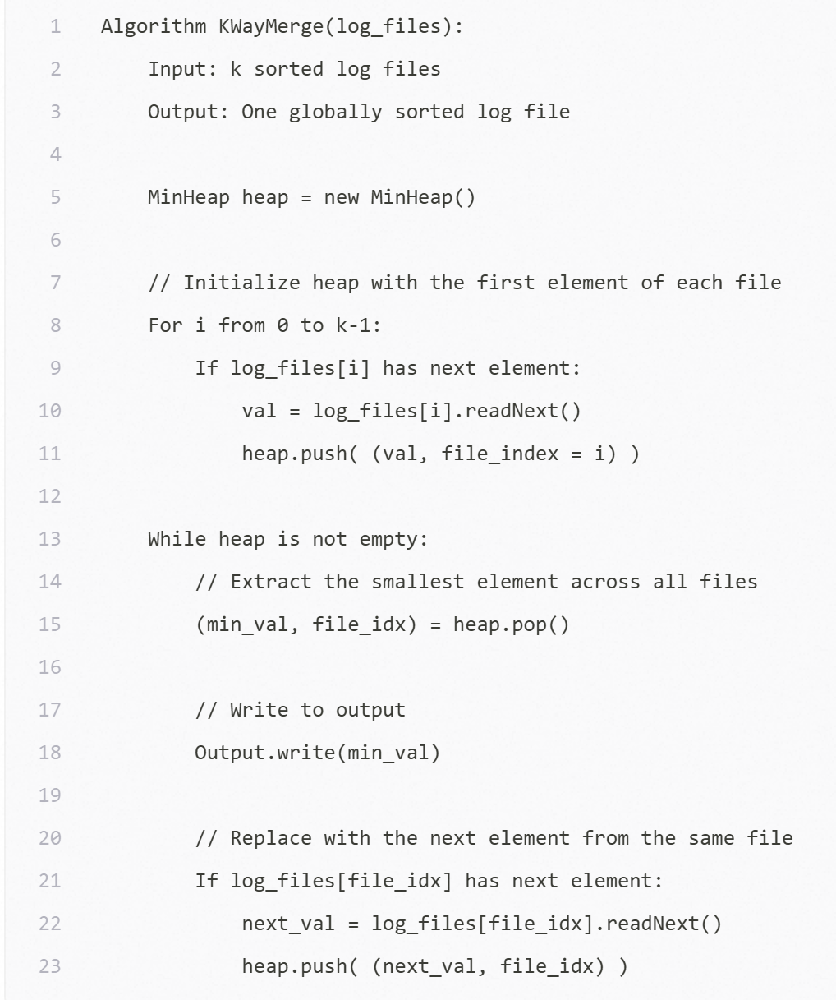 1 Algorithm KWayMerge(log_files):
2 Input: k sorted log files
3 Output: One globally sorted log file
4
5 MinHeap heap = new MinHeap()
6
7 // Initialize heap with the first element of each file
8 For i from 0 to k-1:
9 If log_files[i] has next element:
10 val = log_files[i].readNext()
11 heap.push( (val, file_index = i) )
12
13 While heap is not empty:
14 // Extract the smallest element across all files
15 (min_val, file_idx) = heap.pop()
16
17 // Write to output
18 Output.write(min_val)
19
20 // Replace with the next element from the same file
21 If log_files[file_idx] has next element:
22 next_val = log_files[file_idx].readNext()
23 heap.push( (next_val, file_idx) )